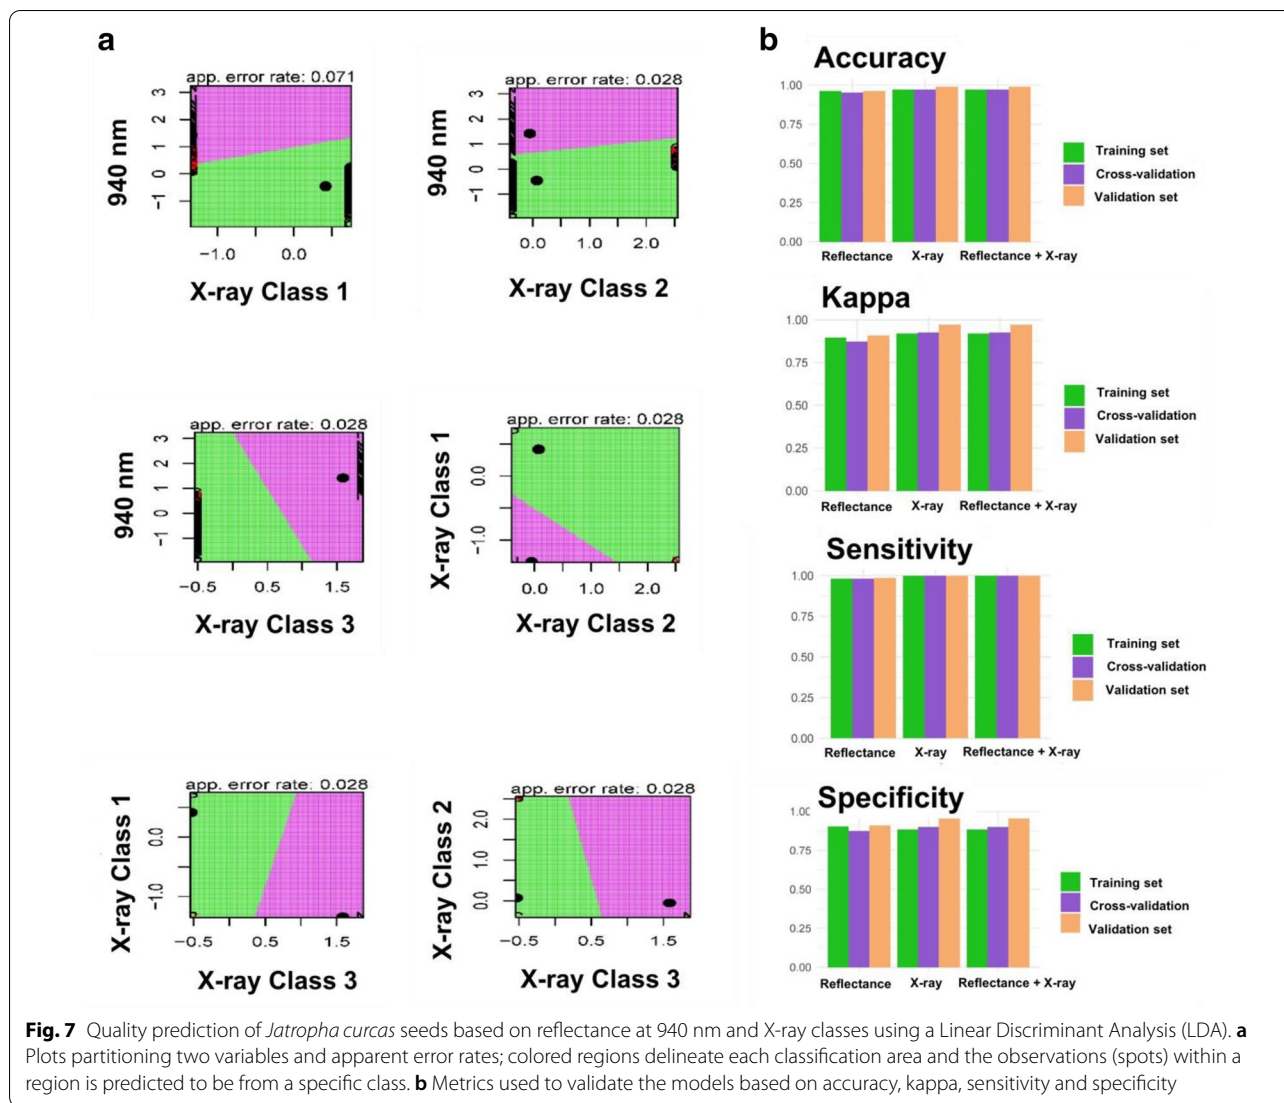 a
app. error rate: 0.071
3
2
1
0
−1
940 nm
−1.0
0.0
X-ray Class 1
app. error rate: 0.028
3
2
1
0
−1
940 nm
0.0
1.0
2.0
X-ray Class 2
app. error rate: 0.028
3
2
1
0
−1
940 nm
−0.5
0.5
1.5
X-ray Class 3
app. error rate: 0.028
0.0
−1.0
X-ray Class 1
0.0
1.0
2.0
X-ray Class 2
app. error rate: 0.028
0.0
−1.0
X-ray Class 1
−0.5
0.5
1.5
X-ray Class 3
app. error rate: 0.028
2.0
1.0
0.0
X-ray Class 2
−0.5
0.5
1.5
X-ray Class 3
b
Accuracy
1.00
0.75
0.50
0.25
0.00
Reflectance
X-ray
Reflectance + X-ray
Training set
Cross-validation
Validation set
Kappa
1.00
0.75
0.50
0.25
0.00
Reflectance
X-ray
Reflectance + X-ray
Training set
Cross-validation
Validation set
Sensitivity
1.00
0.75
0.50
0.25
0.00
Reflectance
X-ray
Reflectance + X-ray
Training set
Cross-validation
Validation set
Specificity
1.00
0.75
0.50
0.25
0.00
Reflectance
X-ray
Reflectance + X-ray
Training set
Cross-validation
Validation set
Fig. 7 Quality prediction of Jatropha curcas seeds based on reflectance at 940 nm and X-ray classes using a Linear Discriminant Analysis (LDA). a
Plots partitioning two variables and apparent error rates; colored regions delineate each classification area and the observations (spots) within a
region is predicted to be from a specific class. b Metrics used to validate the models based on accuracy, kappa, sensitivity and specificity